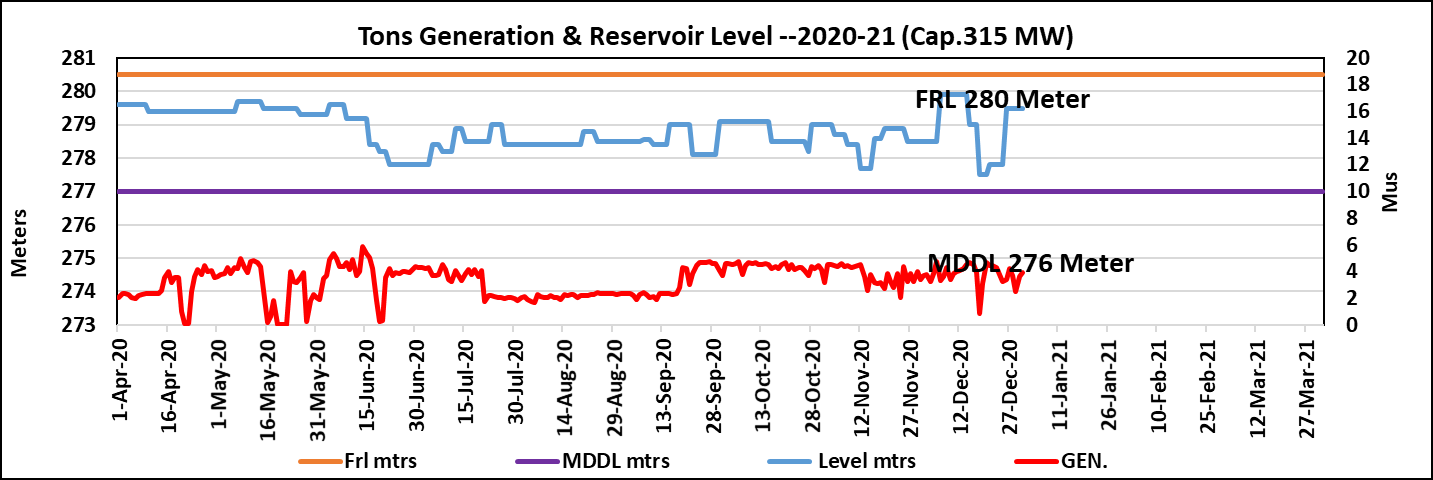 Tons Generation & Reservoir Level --2020-21 (Cap.315 MW)
281
280
279
278
277
276
275
274
273
Meters
20
18
16
14
12
10
8
6
4
2
0
Mus
FRL 280 Meter
MDDL 276 Meter
1-Apr-20
16-Apr-20
1-May-20
16-May-20
31-May-20
15-Jun-20
30-Jun-20
15-Jul-20
30-Jul-20
14-Aug-20
29-Aug-20
13-Sep-20
28-Sep-20
13-Oct-20
28-Oct-20
12-Nov-20
27-Nov-20
12-Dec-20
27-Dec-20
11-Jan-21
26-Jan-21
10-Feb-21
25-Feb-21
12-Mar-21
27-Mar-21
Frl mtrs MDDL mtrs Level mtrs GEN.